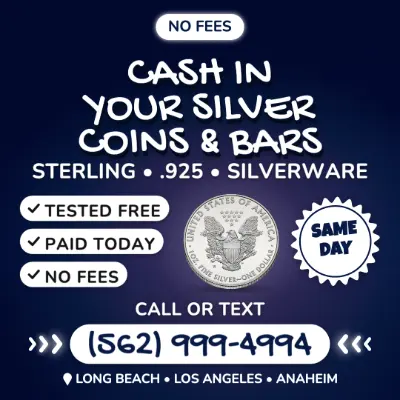 NO FEES
CASH IN
YOUR SILVER
COINS & BARS
STERLING • .925 • SILVERWARE
✓ TESTED FREE
✓ PAID TODAY
✓ NO FEES
UNITED STATES OF AMERICA
1 OZ. FINE SILVER—ONE DOLLAR
SAME
DAY
CALL OR TEXT
››› (562) 999-4994 ‹‹‹
LONG BEACH • LOS ANGELES • ANAHEIM